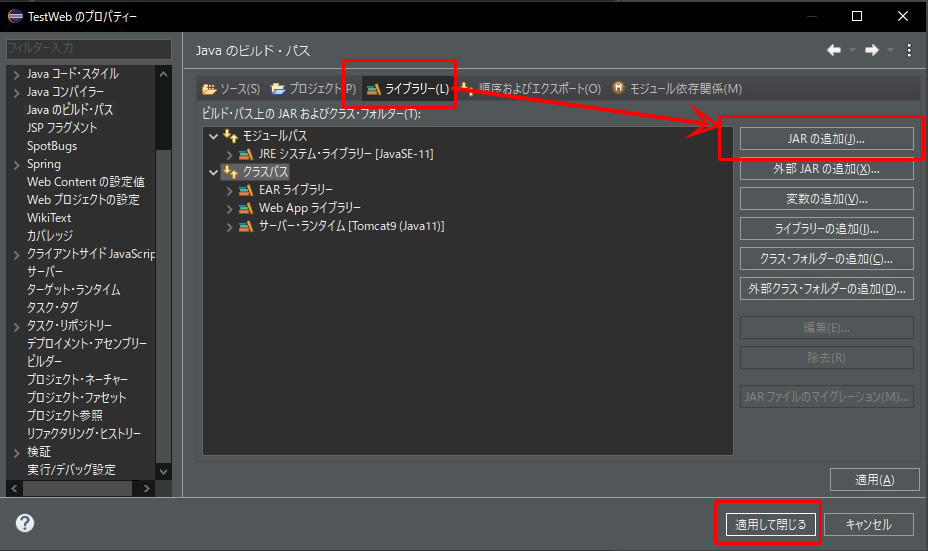 TestWeb のプロパティー
フィルター入力
Java コード・スタイル
Java コンパイラー
Java のビルド・パス
JSP フラグメント
SpotBugs
Spring
Web Content の設定値
Web プロジェクトの設定
WikiText
カバレッジ
クライアントサイド JavaScrip
サーバー
ターゲット・ランタイム
タスク・タグ
タスク・リポジトリー
デプロイメント・アセンブリー
ビルダー
プロジェクト・ネーチャー
プロジェクト・ファセット
プロジェクト参照
リファクタリング・ヒストリー
検証
実行/デバッグ設定
Java のビルド・パス
ソース(S)
プロジェクト(P)
ライブラリー(L)
順序およびエクスポート(O)
モジュール依存関係(M)
ビルド・パス上の JAR およびクラス・フォルダー(T):
モジュールパス
JRE システム・ライブラリー [JavaSE-11]
クラスパス
EAR ライブラリー
Web App ライブラリー
サーバー・ランタイム [Tomcat9 (Java11)]
JAR の追加(J)...
外部 JAR の追加(X)...
変数の追加(V)...
ライブラリーの追加(I)...
クラス・フォルダーの追加(C)...
外部クラス・フォルダーの追加(D)...
編集(E)...
除去(R)
JAR ファイルのマイグレーション(M)...
適用(A)
適用して閉じる
キャンセル